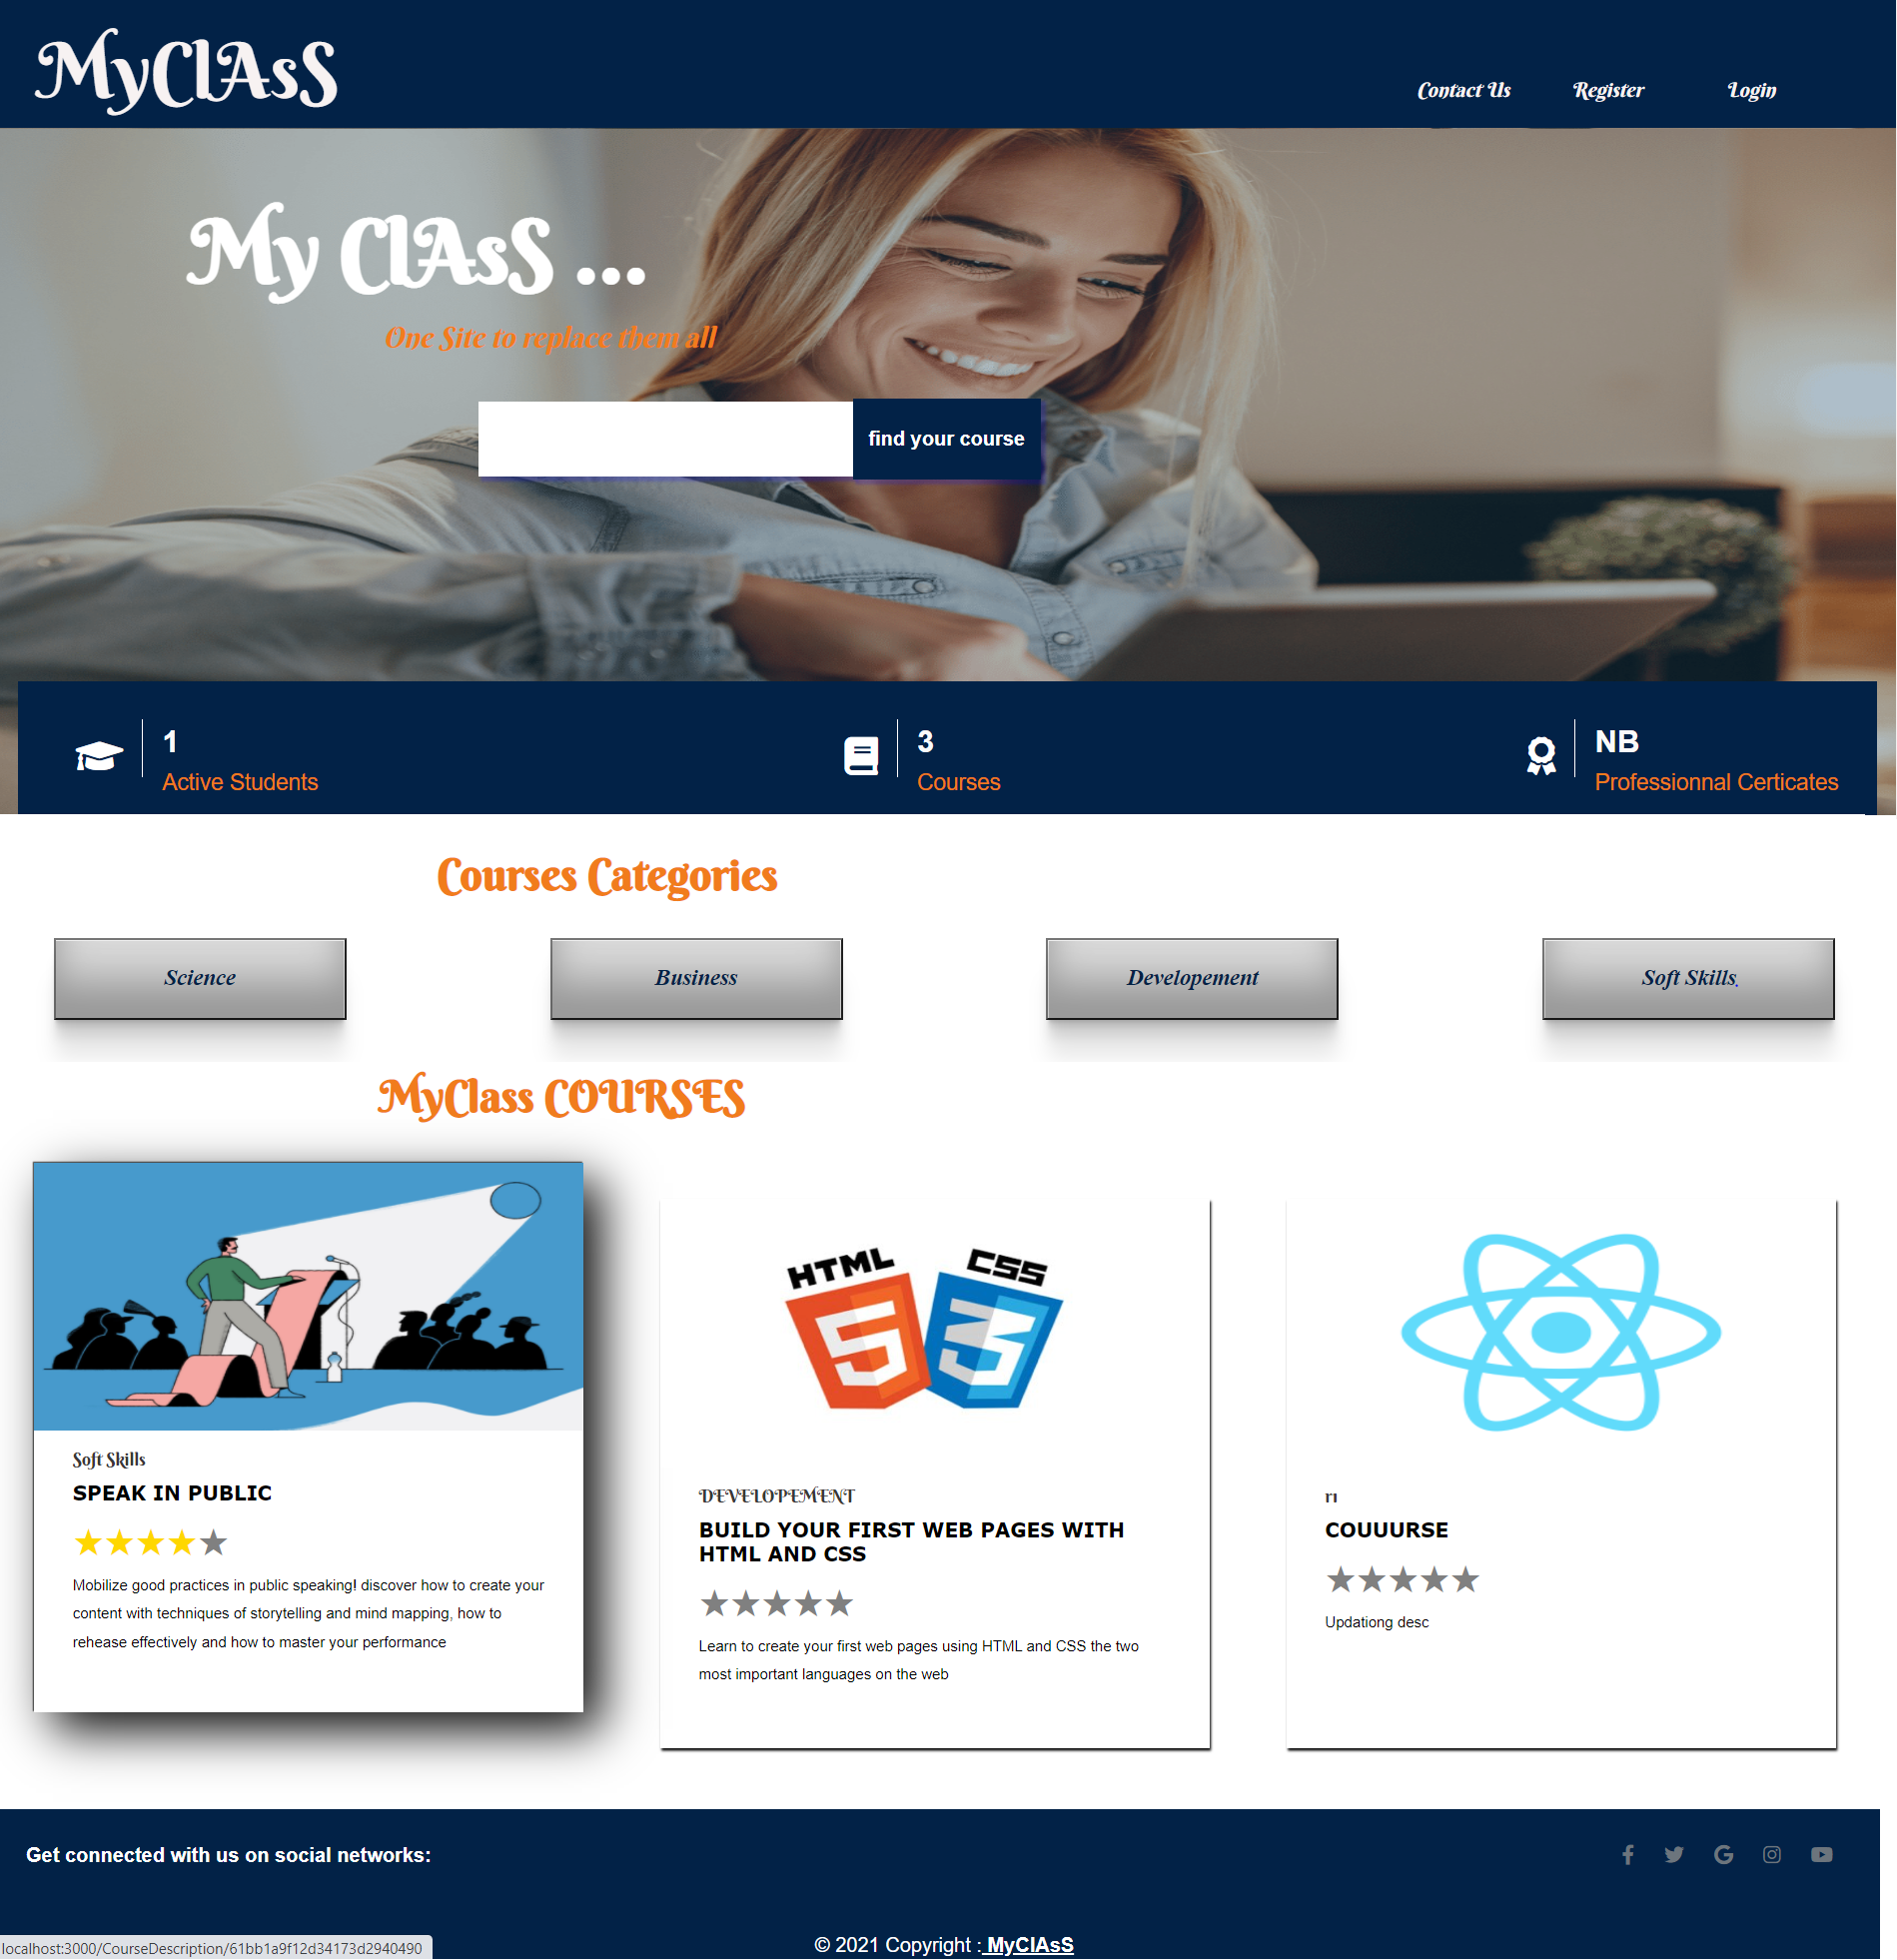 MyClAsS
Contact Us
Register
Login
My ClAsS ...
One Site to replace them all
find your course
1
Active Students
3
Courses
NB
Professionnal Certicates
Courses Categories
Science
Business
Developement
Soft Skills
MyClass COURSES
Soft Skills
SPEAK IN PUBLIC
Mobilize good practices in public speaking! discover how to create your
content with techniques of storytelling and mind mapping, how to
rehease effectively and how to master your performance
HTML
5
CSS
3
DEVELOPEMENT
BUILD YOUR FIRST WEB PAGES WITH
HTML AND CSS
Learn to create your first web pages using HTML and CSS the two
most important languages on the web
COUUURSE
Updationg desc
Get connected with us on social networks:
© 2021 Copyright : MyClAsS
localhost:3000/CourseDescription/61bb1a9f12d34173d2940490